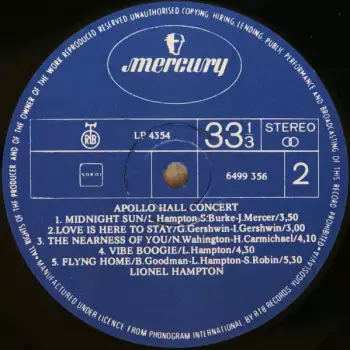 ALL RIGHTS OF THE PRODUCER AND OF THE OWNER OF THE WORK REPRODUCED RESERVED. UNAUTHORISED COPYING, HIRING, LENDING, PUBLIC PERFORMANCE AND BROADCASTING OF THIS RECORD PROHIBITED
mercury
RTB
LP 4354
33 1/3
STEREO
SOKOJ
6499 356
2
APOLLO HALL CONCERT
1. MIDNIGHT SUN/L.Hampton-S.Burke-J.Mercer/3,50
2.LOVE IS HERE TO STAY/G.Gershwin-I.Gershwin/3,00
3. THE NEARNESS OF YOU/N.Wahington-H.Carmichael/4,10
4. VIBE BOOGIE/L.Hampton/4,30
5. FLYNG HOME/B.Goodman-L.Hampton-S.Robin/5,30
LIONEL HAMPTON
MANUFACTURED UNDER LICENCE FROM PHONOGRAM INTERNATIONAL BY RTB RECORDS, YUGOSLAVIA